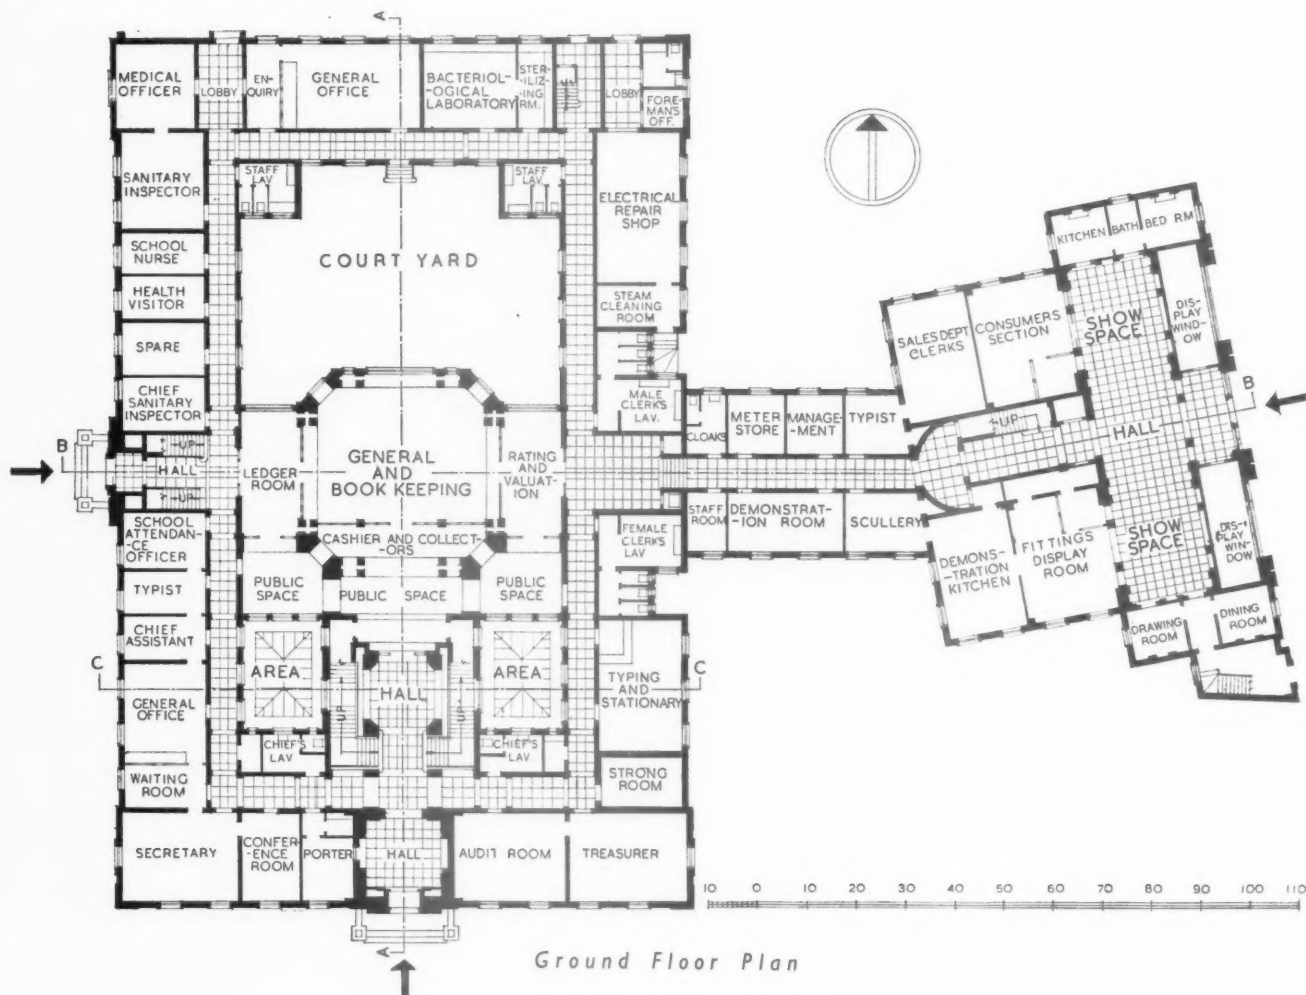 A
MEDICAL
OFFICER
LOBBY
EN-
QUIRY
GENERAL
OFFICE
BACTERIOL-
-OGICAL
LABORATORY
STER-
-ILIZ-
ING
RM.
LOBBY
FORE-
MAN'S
OFF.
SANITARY
INSPECTOR
STAFF
LAV
STAFF
LAV.
ELECTRICAL
REPAIR
SHOP
SCHOOL
NURSE
COURT YARD
HEALTH
VISITOR
STEAM
CLEANING
ROOM
SPARE
CHIEF
SANITARY
INSPECTOR
MALE
CLERKS
LAV.
CLOAKS
METER
STORE
MANAGE-
-MENT
TYPIST
B
UP
HALL
UP
LEDGER
ROOM
GENERAL
AND
BOOK KEEPING
RATING
AND
VALUATION
SCHOOL
ATTENDAN-
-CE
OFFICER
CASHIER AND COLLECT-
-ORS
FEMALE
CLERKS
LAV
STAFF
ROOM
DEMONSTRAT-
-ION ROOM
SCULLERY
TYPIST
PUBLIC
SPACE
PUBLIC SPACE
PUBLIC
SPACE
CHIEF
ASSISTANT
C
AREA
HALL
UP
UP
AREA
TYPING
AND
STATIONARY
C
GENERAL
OFFICE
CHIEF'S
LAV
CHIEF'S
LAV
WAITING
ROOM
STRONG
ROOM
SECRETARY
CONFER
-ENCE
ROOM
PORTER
HALL
AUDIT ROOM
TREASURER
A
KITCHEN
BATH
BED RM
SALES DEPT
CLERKS
CONSUMERS
SECTION
SHOW
SPACE
DIS-
PLAY
WIND-
OW
UP
HALL
B
DEMONS-
-TRATION
KITCHEN
FITTINGS
DISPLAY
ROOM
SHOW
SPACE
DIS-
PLAY
WIN-
DOW
DRAWING
ROOM
DINING
ROOM
10 0 10 20 30 40 50 60 70 80 90 100 110
Ground Floor Plan